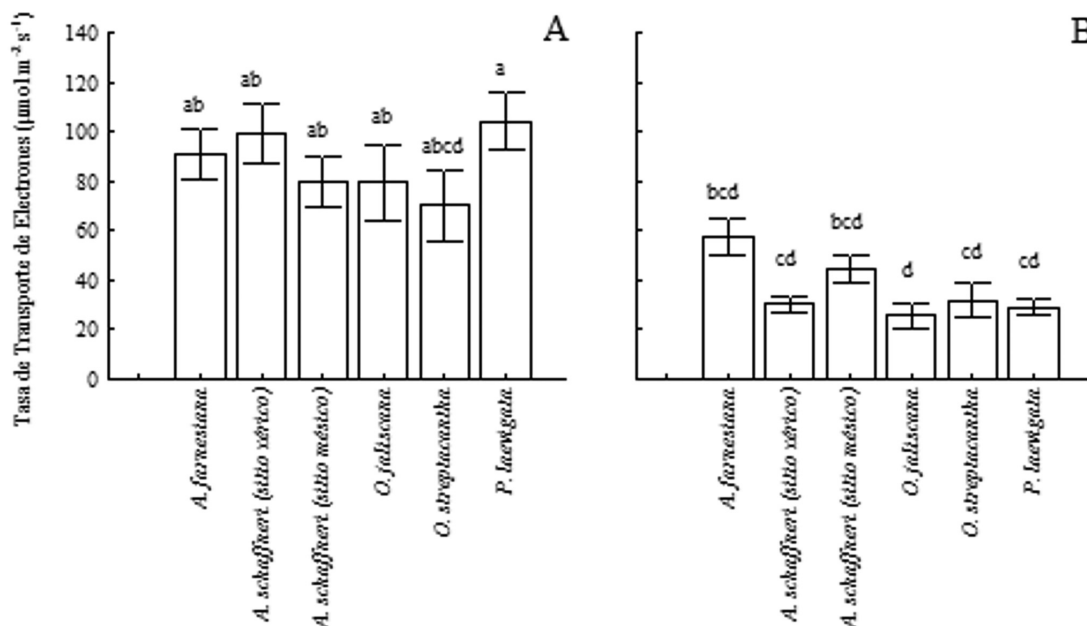 Tasa de Transporte de Electrones (µmol m⁻² s⁻¹)
A
B
140
120
100
80
60
40
20
0
ab
ab
ab
ab
abcd
a
bcd
cd
bcd
d
cd
cd
A. farnesiana
A. schaffneri (sitio xérico)
A. schaffneri (sitio mésico)
O. jaliscana
O. streptacantha
P. laevigata
A. farnesiana
A. schaffneri (sitio xérico)
A. schaffneri (sitio mésico)
O. jaliscana
O. streptacantha
P. laevigata